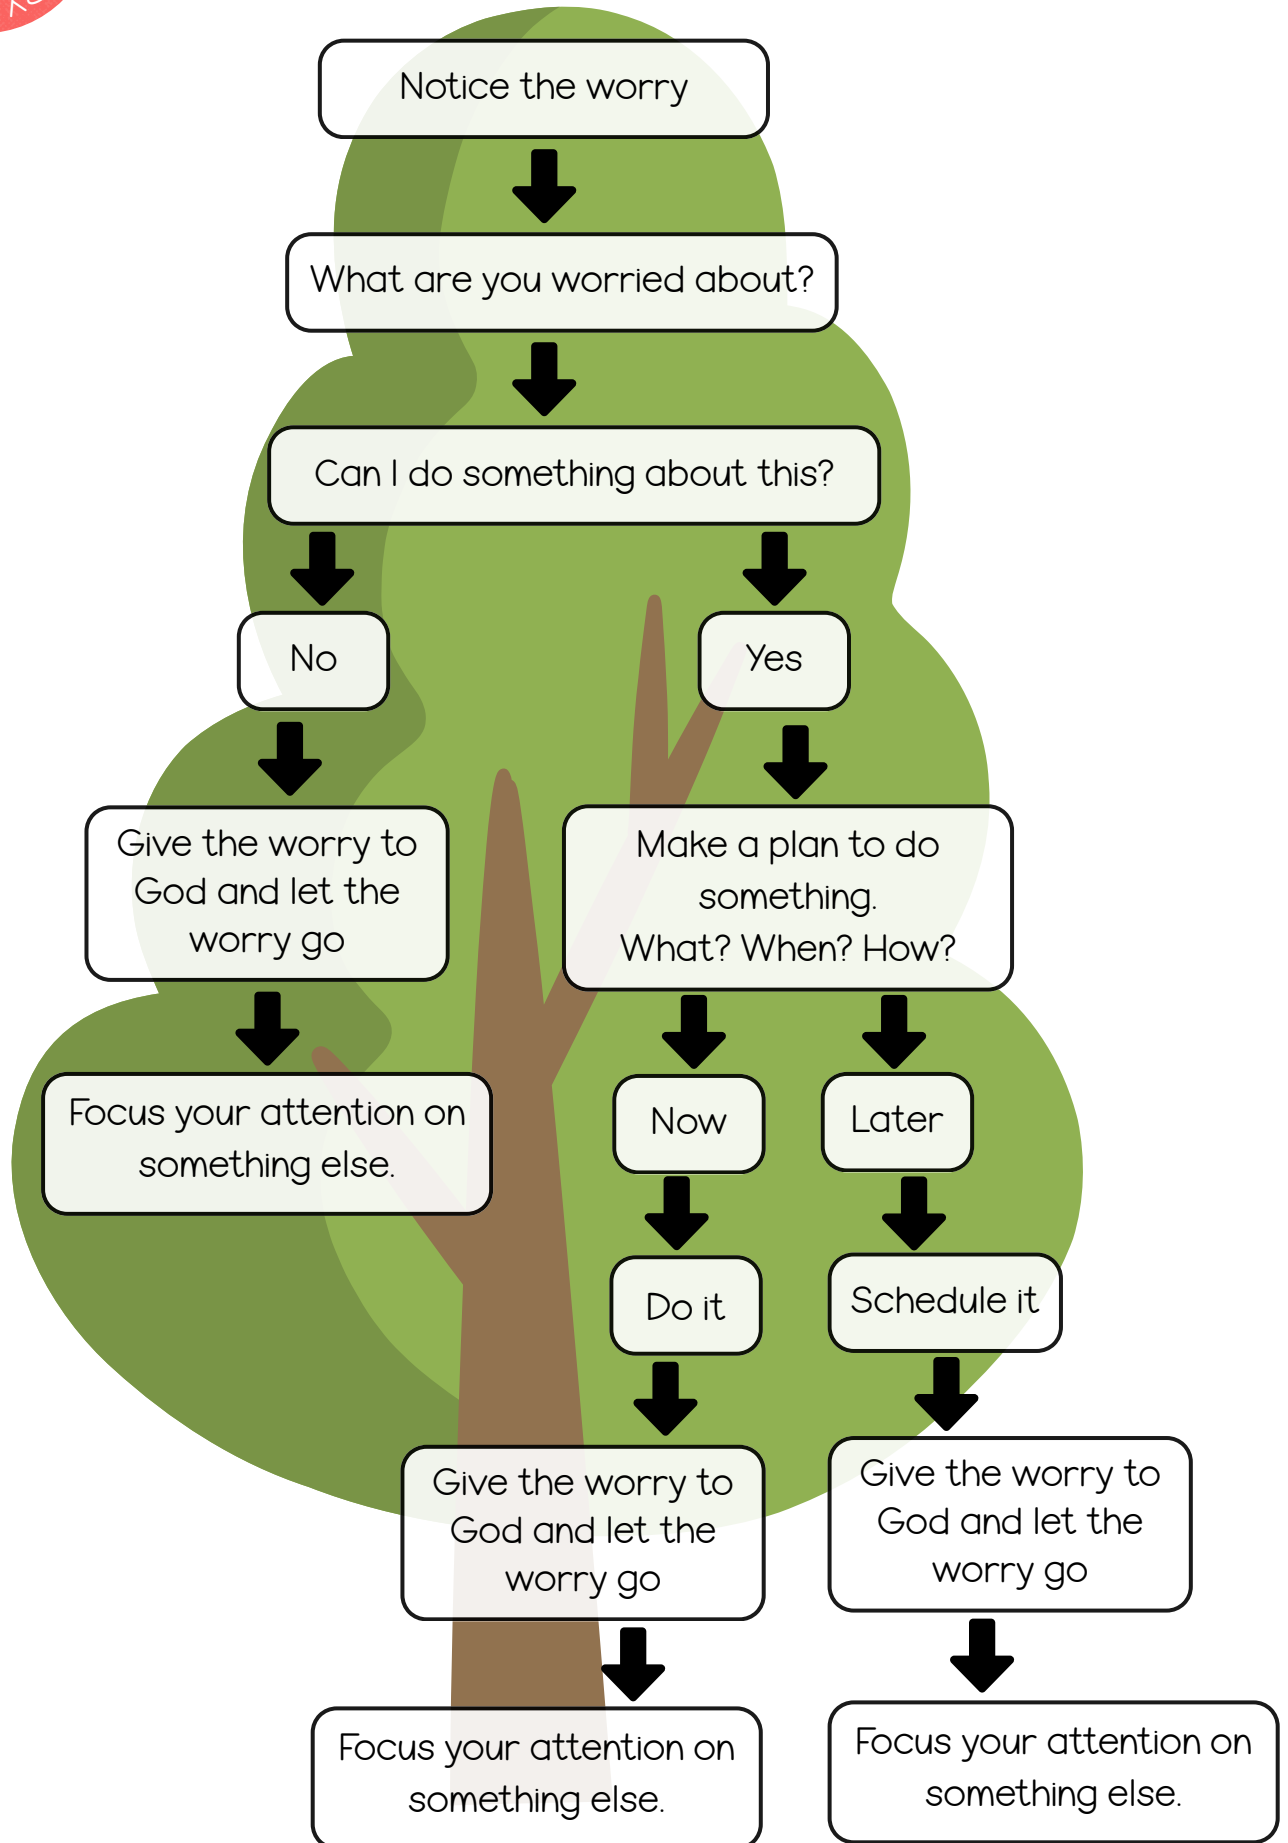 Notice the worry
What are you worried about?
Can I do something about this?
No
Yes
Give the worry to
God and let the
worry go
Make a plan to do
something.
What? When? How?
Focus your attention on
something else.
Now
Later
Do it
Schedule it
Give the worry to
God and let the
worry go
Give the worry to
God and let the
worry go
Focus your attention on
something else.
Focus your attention on
something else.